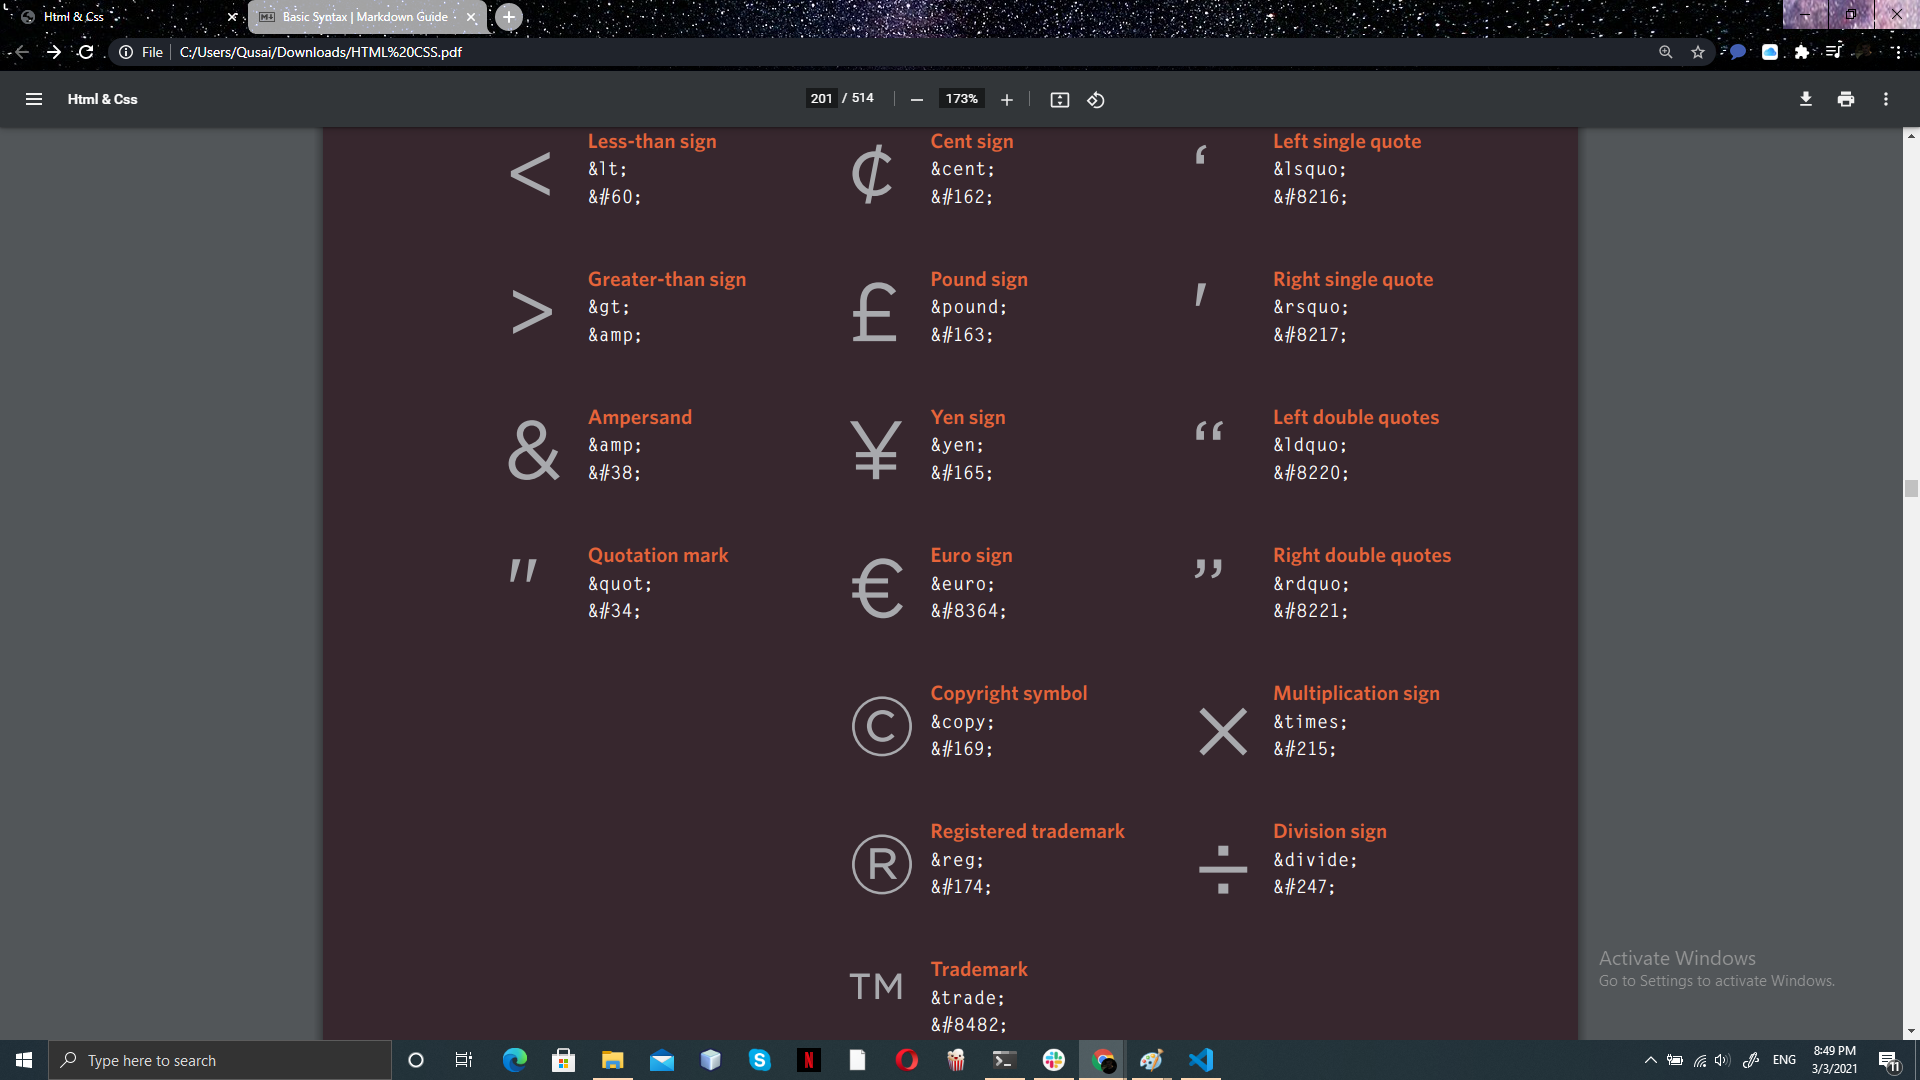 Html & Css
Basic Syntax | Markdown Guide
File
C:/Users/Qusai/Downloads/HTML%20CSS.pdf
Html & Css
201 / 514
173%
< Less-than sign
&lt;
&#60;
¢ Cent sign
&cent;
&#162;
‘ Left single quote
&lsquo;
&#8216;
> Greater-than sign
&gt;
&amp;
£ Pound sign
&pound;
&#163;
' Right single quote
&rsquo;
&#8217;
& Ampersand
&amp;
&#38;
¥ Yen sign
&yen;
&#165;
“ Left double quotes
&ldquo;
&#8220;
" Quotation mark
&quot;
&#34;
€ Euro sign
&euro;
&#8364;
” Right double quotes
&rdquo;
&#8221;
© Copyright symbol
&copy;
&#169;
× Multiplication sign
&times;
&#215;
® Registered trademark
&reg;
&#174;
÷ Division sign
&divide;
&#247;
TM Trademark
&trade;
&#8482;
Activate Windows
Go to Settings to activate Windows.
Type here to search
ENG
8:49 PM
3/3/2021
11